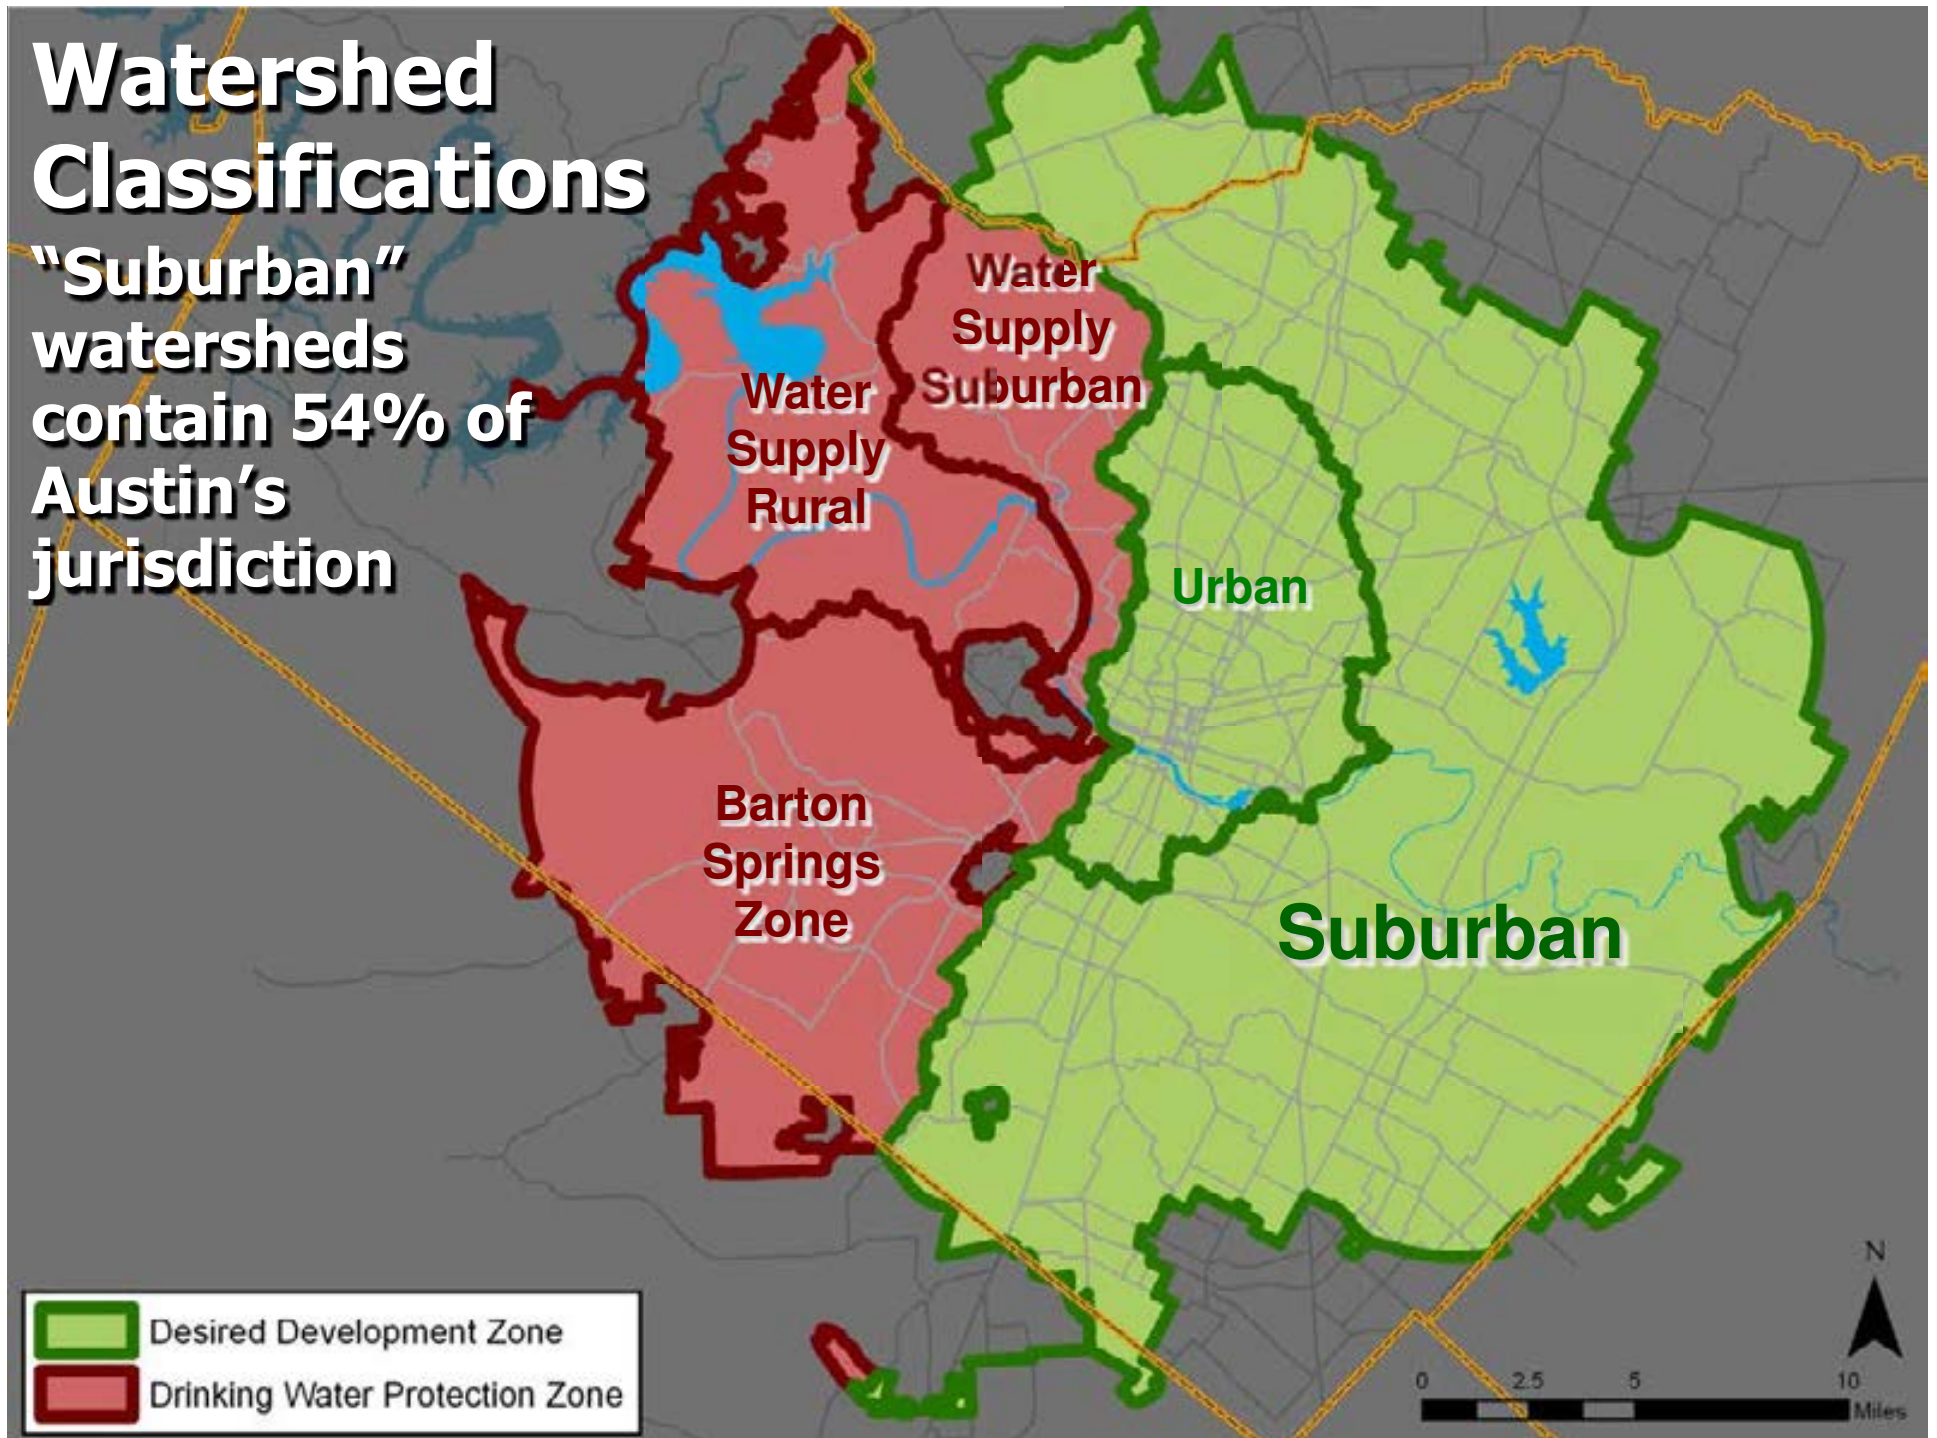 Watershed
Classifications
“Suburban”
watersheds
contain 54% of
Austin’s
jurisdiction
Water
Supply
Suburban
Water
Supply
Rural
Urban
Barton
Springs
Zone
Suburban
Desired Development Zone
Drinking Water Protection Zone
N
0 2.5 5 10
Miles